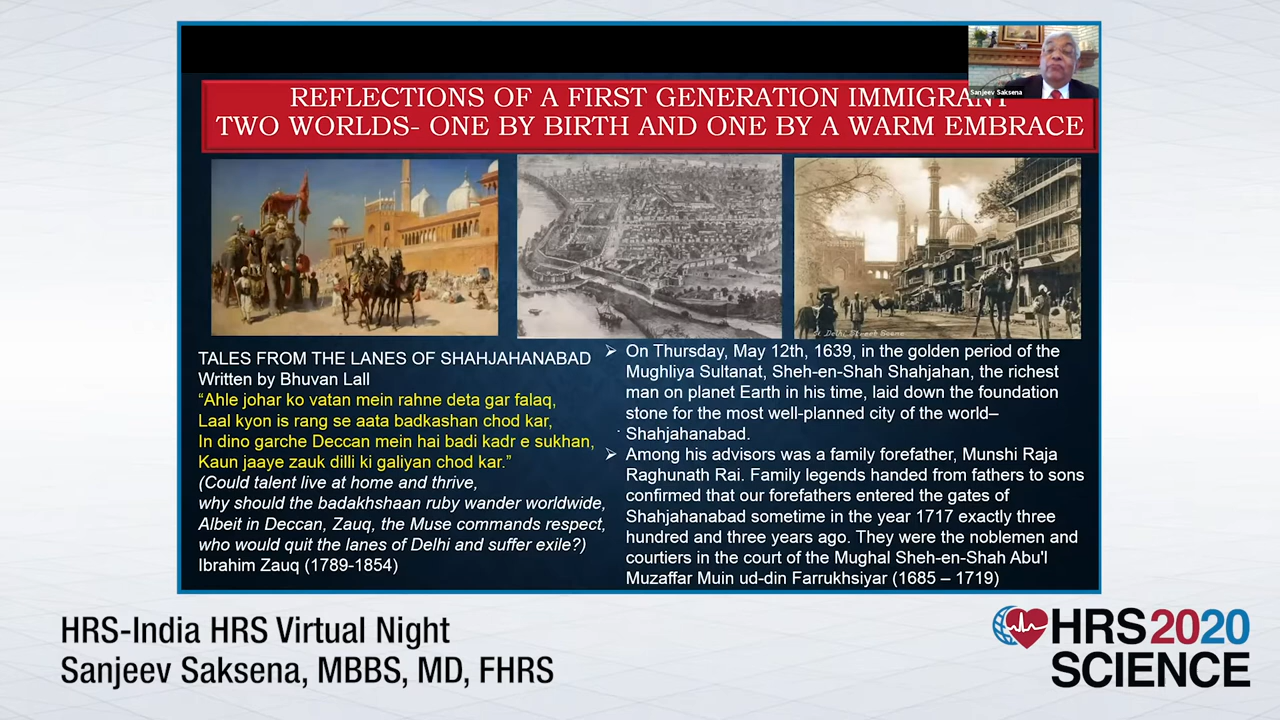 Sanjeev Saksena
REFLECTIONS OF A FIRST GENERATION IMMIGRANT
TWO WORLDS- ONE BY BIRTH AND ONE BY A WARM EMBRACE
Delhi Street Scene
TALES FROM THE LANES OF SHAHJAHANABAD
Written by Bhuvan Lall
“Ahle johar ko vatan mein rahne deta gar falaq,
Laal kyon is rang se aata badkashan chod kar,
In dino garche Deccan mein hai badi kadr e sukhan,
Kaun jaaye zauk dilli ki galiyan chod kar.”
(Could talent live at home and thrive,
why should the badakhshaan ruby wander worldwide,
Albeit in Deccan, Zauq, the Muse commands respect,
who would quit the lanes of Delhi and suffer exile?)
Ibrahim Zauq (1789-1854)
➢ On Thursday, May 12th, 1639, in the golden period of the
Mughliya Sultanat, Sheh-en-Shah Shahjahan, the richest
man on planet Earth in his time, laid down the foundation
stone for the most well-planned city of the world–
Shahjahanabad.
➢ Among his advisors was a family forefather, Munshi Raja
Raghunath Rai. Family legends handed from fathers to sons
confirmed that our forefathers entered the gates of
Shahjahanabad sometime in the year 1717 exactly three
hundred and three years ago. They were the noblemen and
courtiers in the court of the Mughal Sheh-en-Shah Abu'l
Muzaffar Muin ud-din Farrukhsiyar (1685 – 1719)
HRS-India HRS Virtual Night
Sanjeev Saksena, MBBS, MD, FHRS
HRS2020
SCIENCE